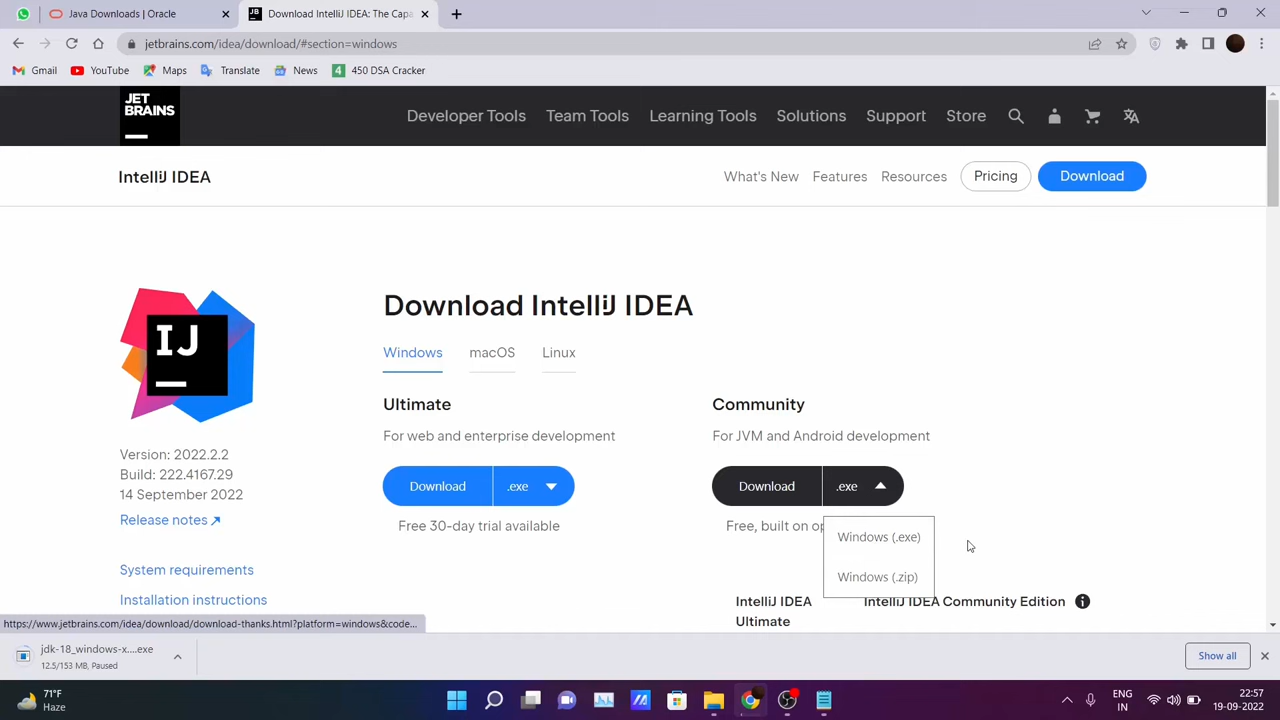 Java Downloads | Oracle
Download IntelliJ IDEA: The Capa
jetbrains.com/idea/download/#section=windows
Gmail
YouTube
Maps
Translate
News
4
450 DSA Cracker
JET
BRAINS
Developer Tools
Team Tools
Learning Tools
Solutions
Support
Store
IntelliJ IDEA
What's New
Features
Resources
Pricing
Download
Download IntelliJ IDEA
IJ
Windows
macOS
Linux
Ultimate
Community
For web and enterprise development
For JVM and Android development
Version: 2022.2.2
Build: 222.4167.29
14 September 2022
Download
.exe
Download
.exe
Release notes
Free 30-day trial available
Free, built on op
Windows (.exe)
Windows (.zip)
System requirements
Installation instructions
IntelliJ IDEA
Ultimate
IntelliJ IDEA Community Edition
https://www.jetbrains.com/idea/download/download-thanks.html?platform=windows&code...
jdk-18_windows-x....exe
12.5/153 MB, Paused
Show all
71°F
Haze
ENG
IN
22:57
19-09-2022